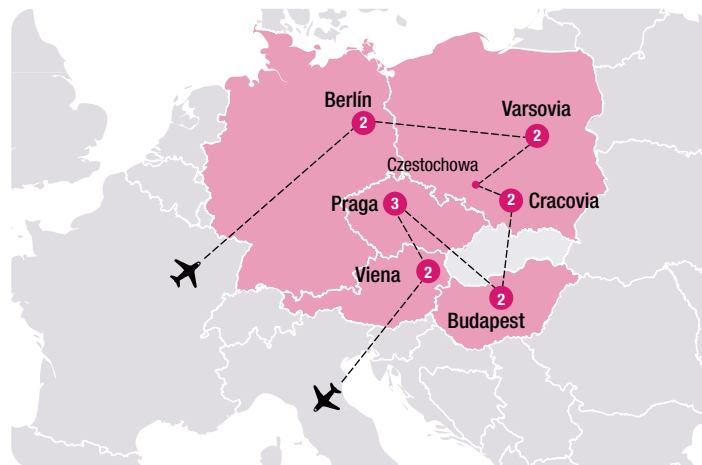 Berlín
2
Varsovia
2
Czestochowa
Praga
3
2
Cracovia
Viena
2
2
Budapest